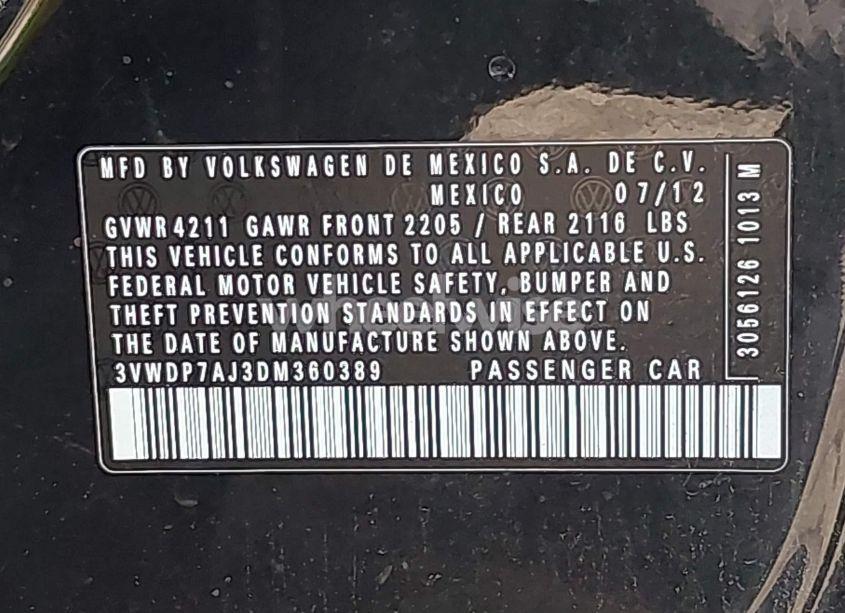 MFD BY VOLKSWAGEN DE MEXICO S.A. DE C.V.
MEXICO 07/12
GVWR 4211 GAWR FRONT 2205 / REAR 2116 LBS
THIS VEHICLE CONFORMS TO ALL APPLICABLE U.S.
FEDERAL MOTOR VEHICLE SAFETY, BUMPER AND
THEFT PREVENTION STANDARDS IN EFFECT ON
THE DATE OF MANUFACTURE SHOWN ABOVE.
3VWDP7AJ3DM360389 PASSENGER CAR
3056126 1013 M